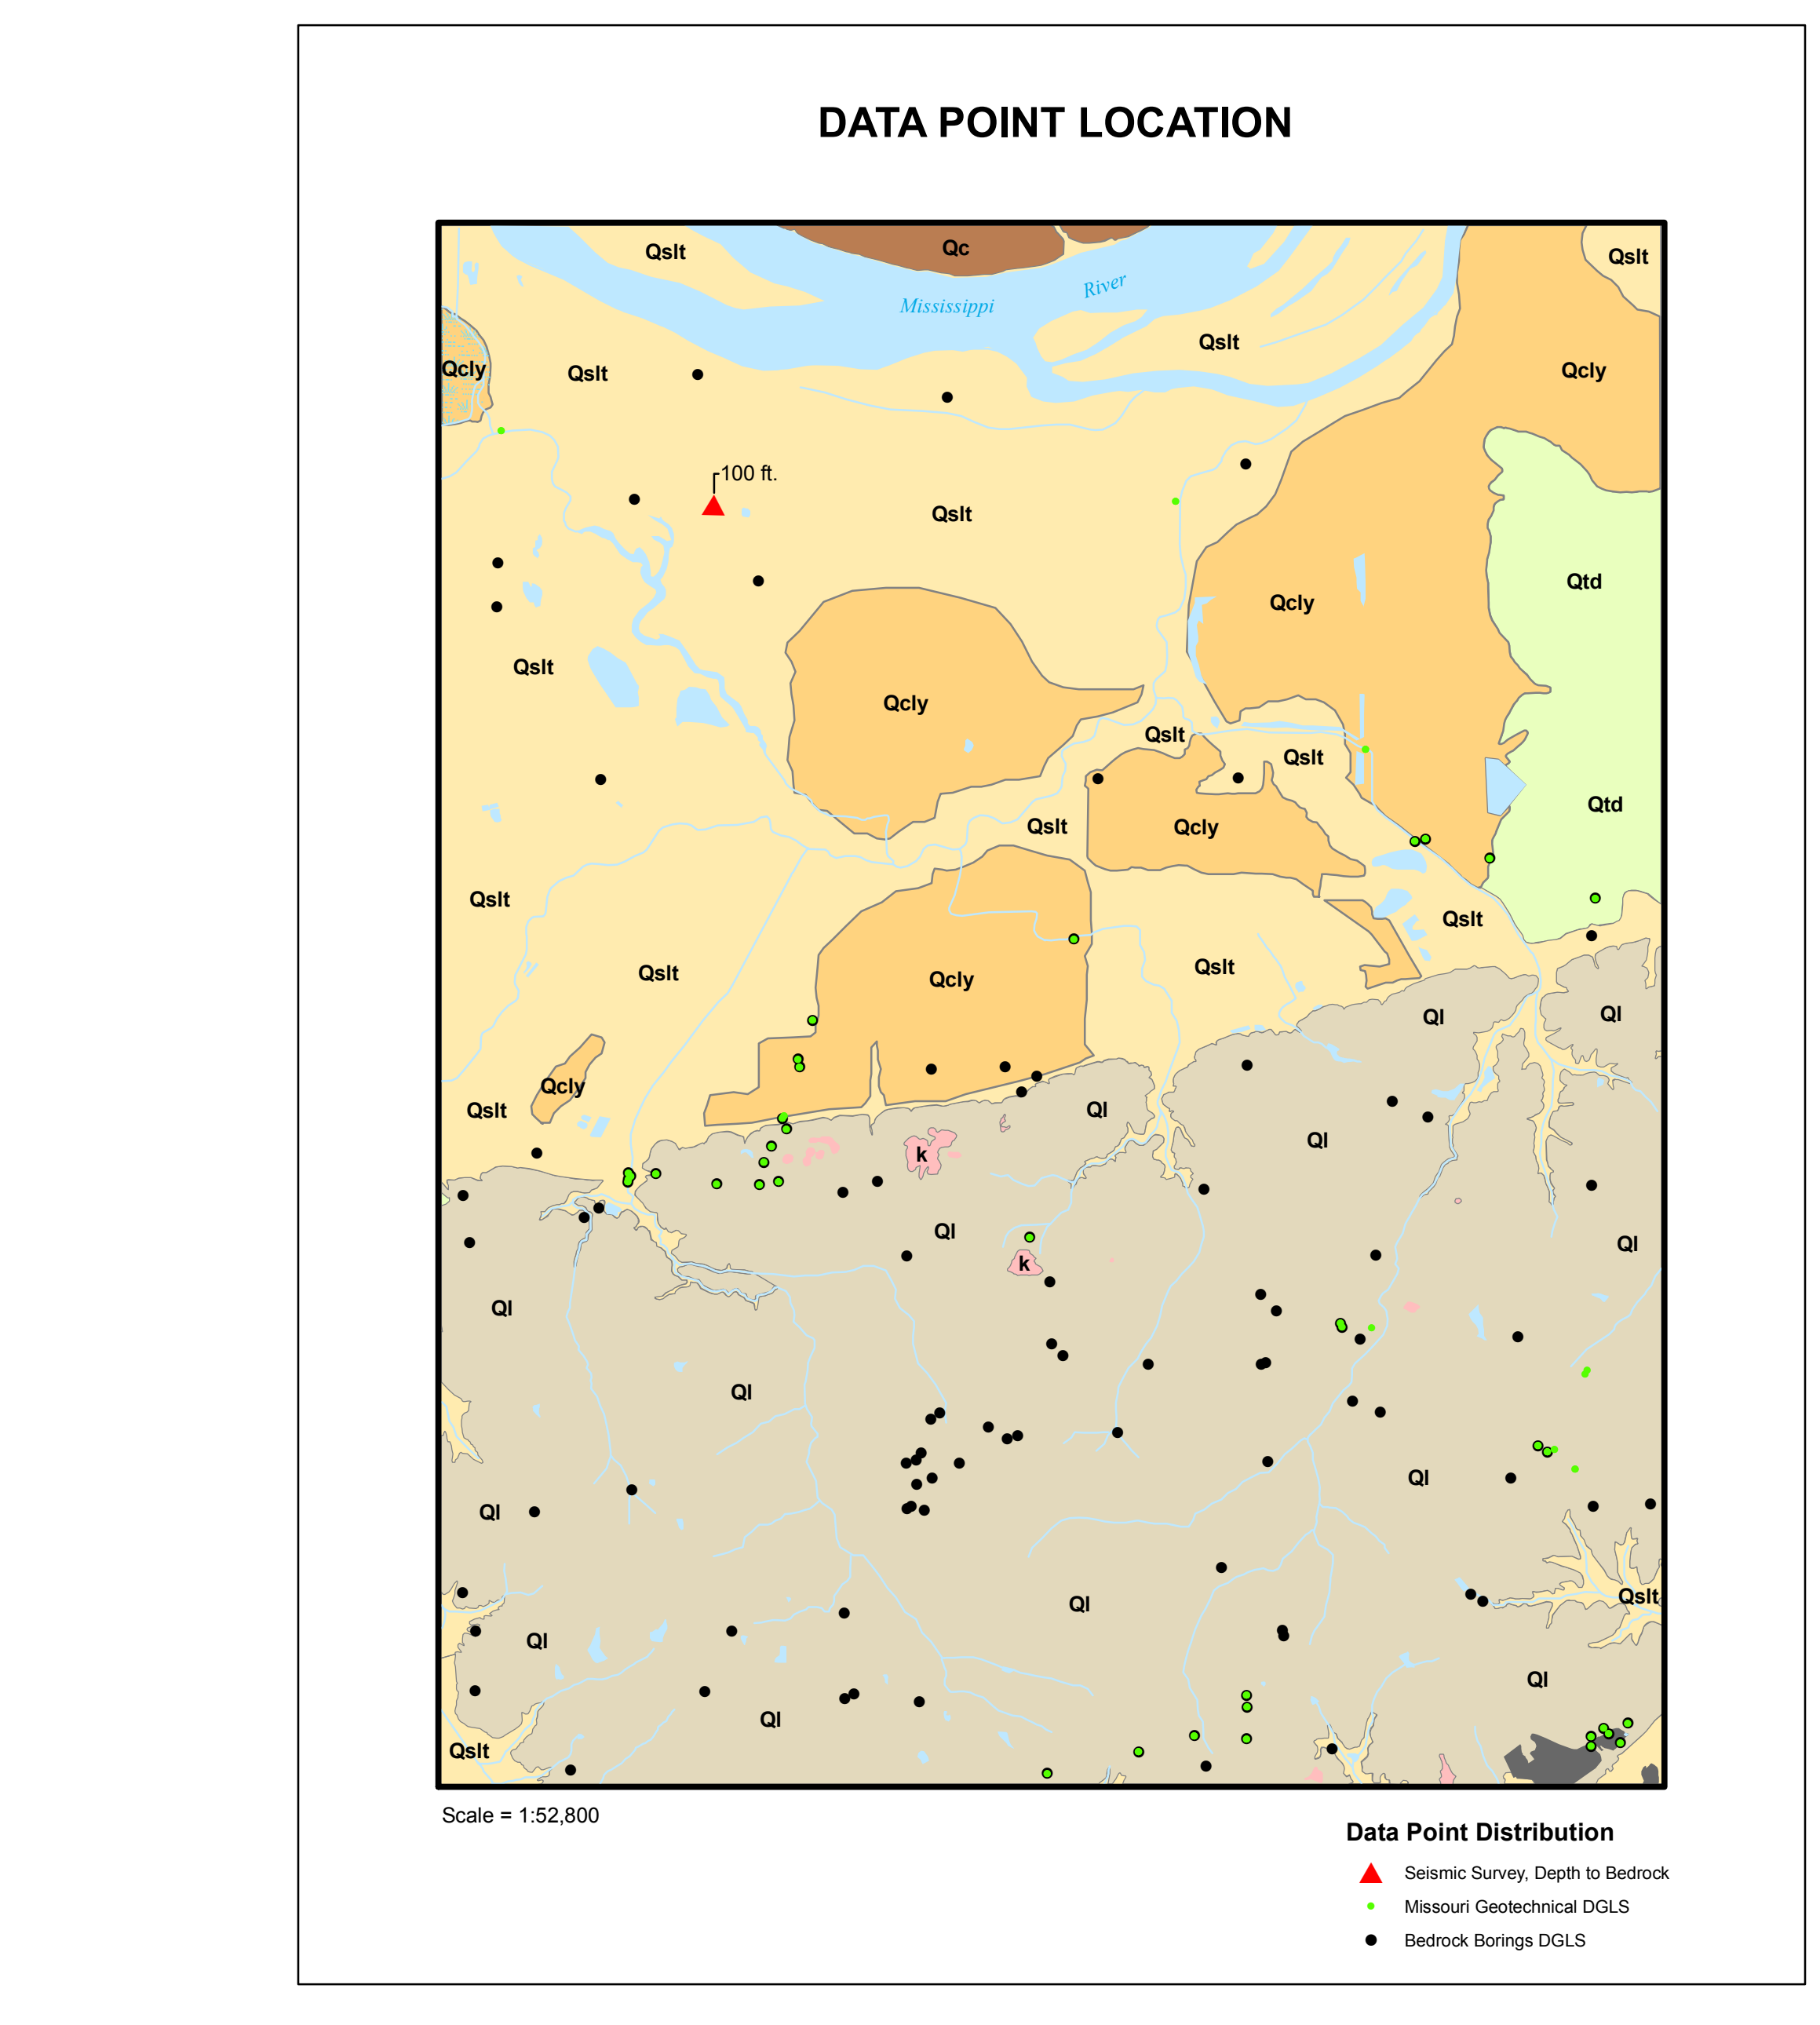 DATA POINT LOCATION
Qslt
Qc
Qslt
River
Mississippi
Qslt
Qcly
Qslt
Qcly
100 ft.
Qslt
Qtd
Qcly
Qslt
Qcly
Qslt
Qslt
Qtd
Qslt
Qcly
Qslt
Qslt
Qslt
Qslt
Qcly
Ql
Ql
Qcly
Qslt
Ql
Ql
k
Ql
Ql
k
Ql
Ql
Ql
Ql
Qslt
Ql
Ql
Ql
Ql
Qslt
Scale = 1:52,800
Data Point Distribution
Seismic Survey, Depth to Bedrock
Missouri Geotechnical DGLS
Bedrock Borings DGLS